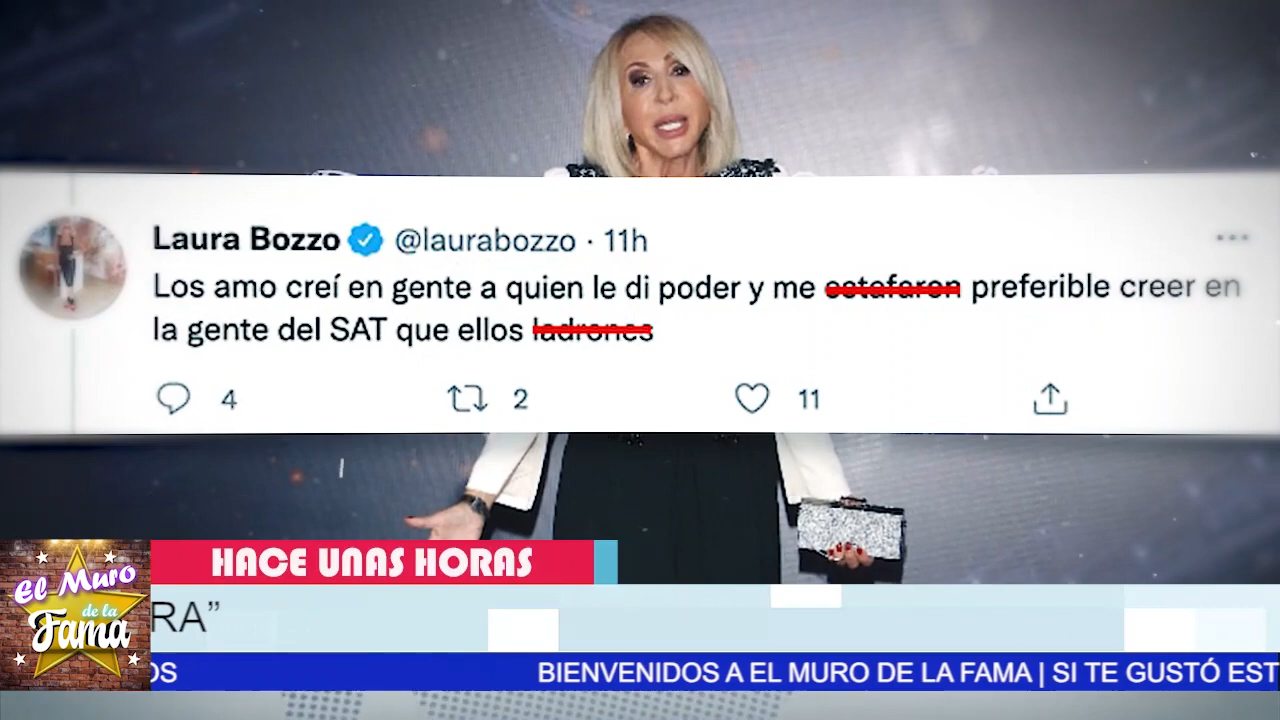 Laura Bozzo @laurabozzo · 11h
Los amo creí en gente a quien le di poder y me estafaron preferible creer en
la gente del SAT que ellos ladrones
4 2 11
HACE UNAS HORAS
El Muro
de la
Fama
RA”
OS BIENVENIDOS A EL MURO DE LA FAMA | SI TE GUSTÓ EST